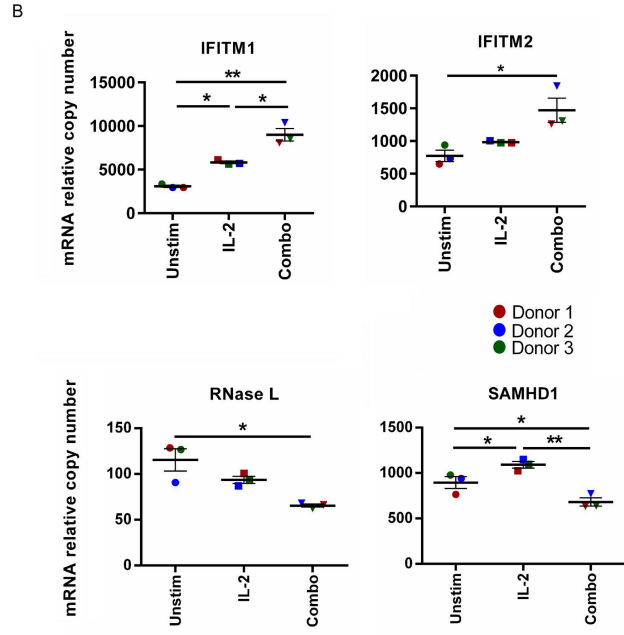 B
IFITM1
mRNA relative copy number
15000
10000
5000
0
**
* *
Unstim
IL-2
Combo
IFITM2
2000
1500
1000
500
0
*
Unstim
IL-2
Combo
Donor 1
Donor 2
Donor 3
RNase L
mRNA relative copy number
150
100
50
0
*
Unstim
IL-2
Combo
SAMHD1
1500
1000
500
0
*
* **
Unstim
IL-2
Combo